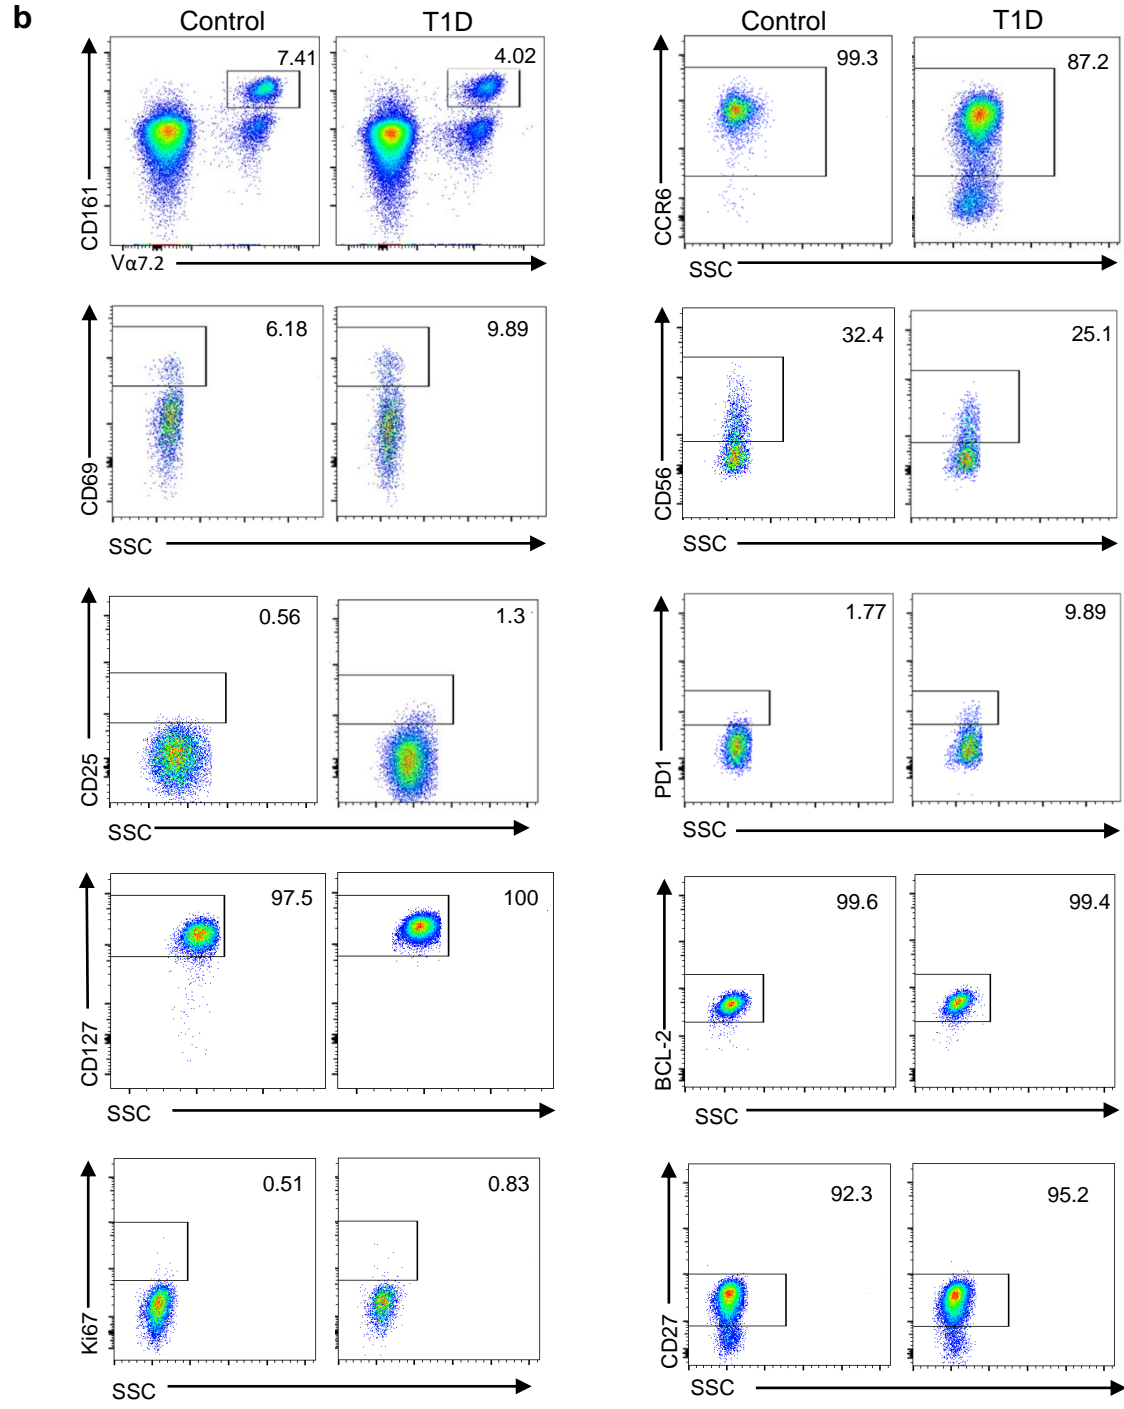 b
Control
T1D
Control
T1D
7.41
4.02
CD161
Vα7.2
99.3
87.2
CCR6
SSC
6.18
9.89
CD69
SSC
32.4
25.1
CD56
SSC
0.56
1.3
CD25
SSC
1.77
9.89
PD1
SSC
97.5
100
CD127
SSC
99.6
99.4
BCL-2
SSC
0.51
0.83
Ki67
SSC
92.3
95.2
CD27
SSC